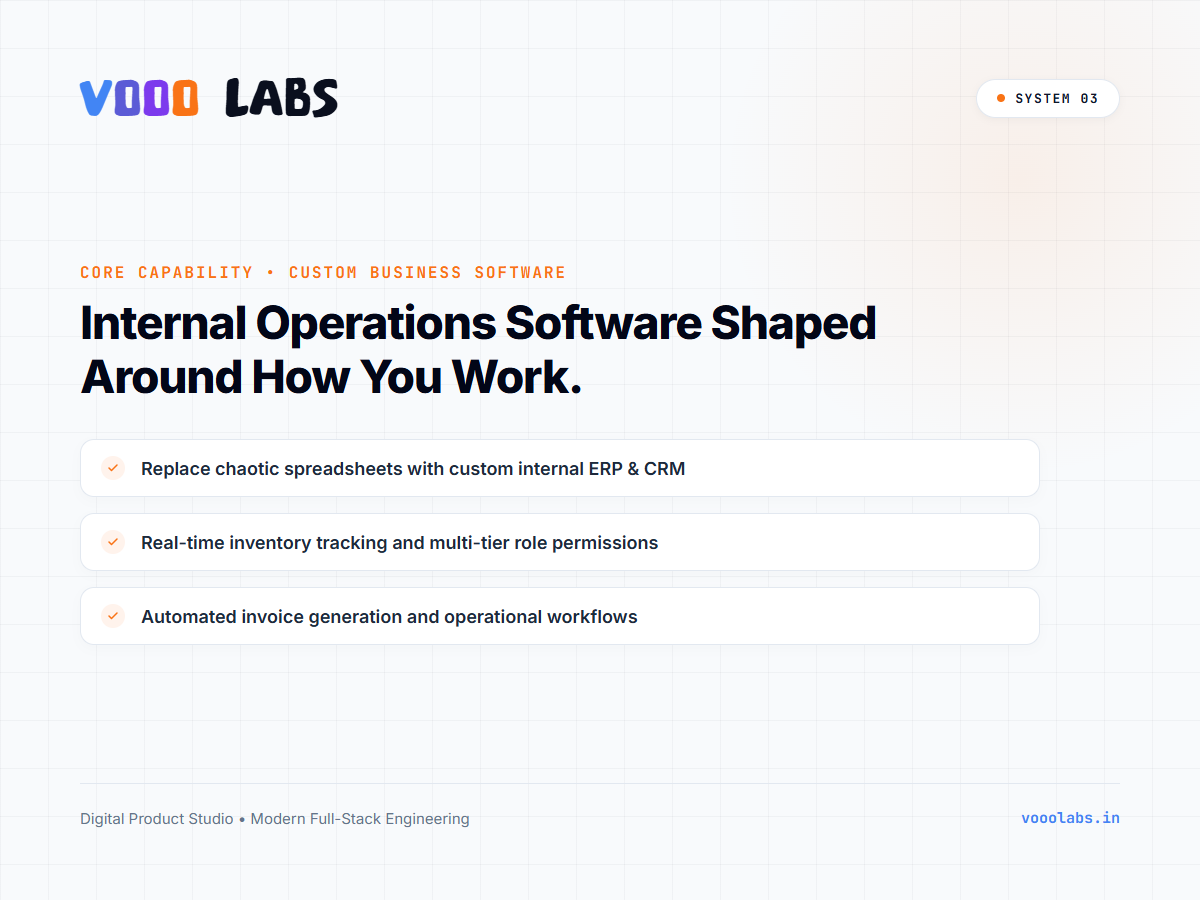 VOOO LABS
SYSTEM 03
CORE CAPABILITY • CUSTOM BUSINESS SOFTWARE
Internal Operations Software Shaped
Around How You Work.
Replace chaotic spreadsheets with custom internal ERP & CRM
Real-time inventory tracking and multi-tier role permissions
Automated invoice generation and operational workflows
Digital Product Studio • Modern Full-Stack Engineering
vooolabs.in